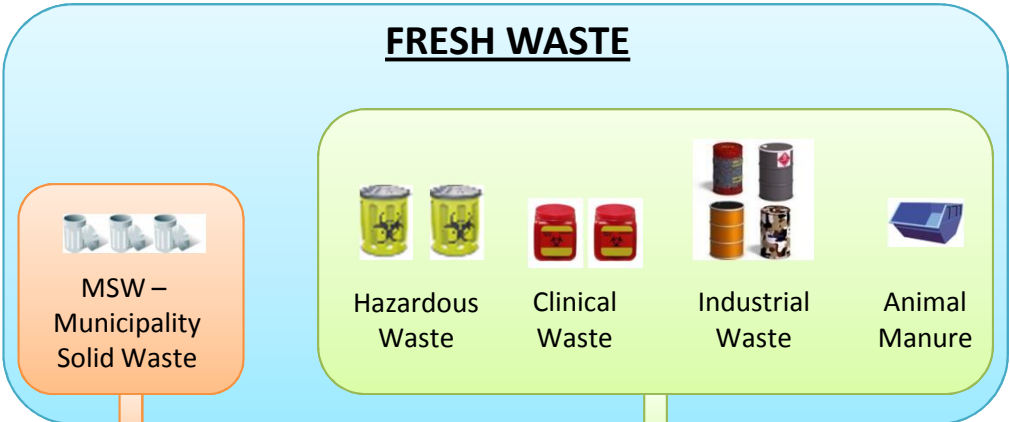 FRESH WASTE
MSW –
Municipality
Solid Waste
Hazardous
Waste
Clinical
Waste
Industrial
Waste
Animal
Manure